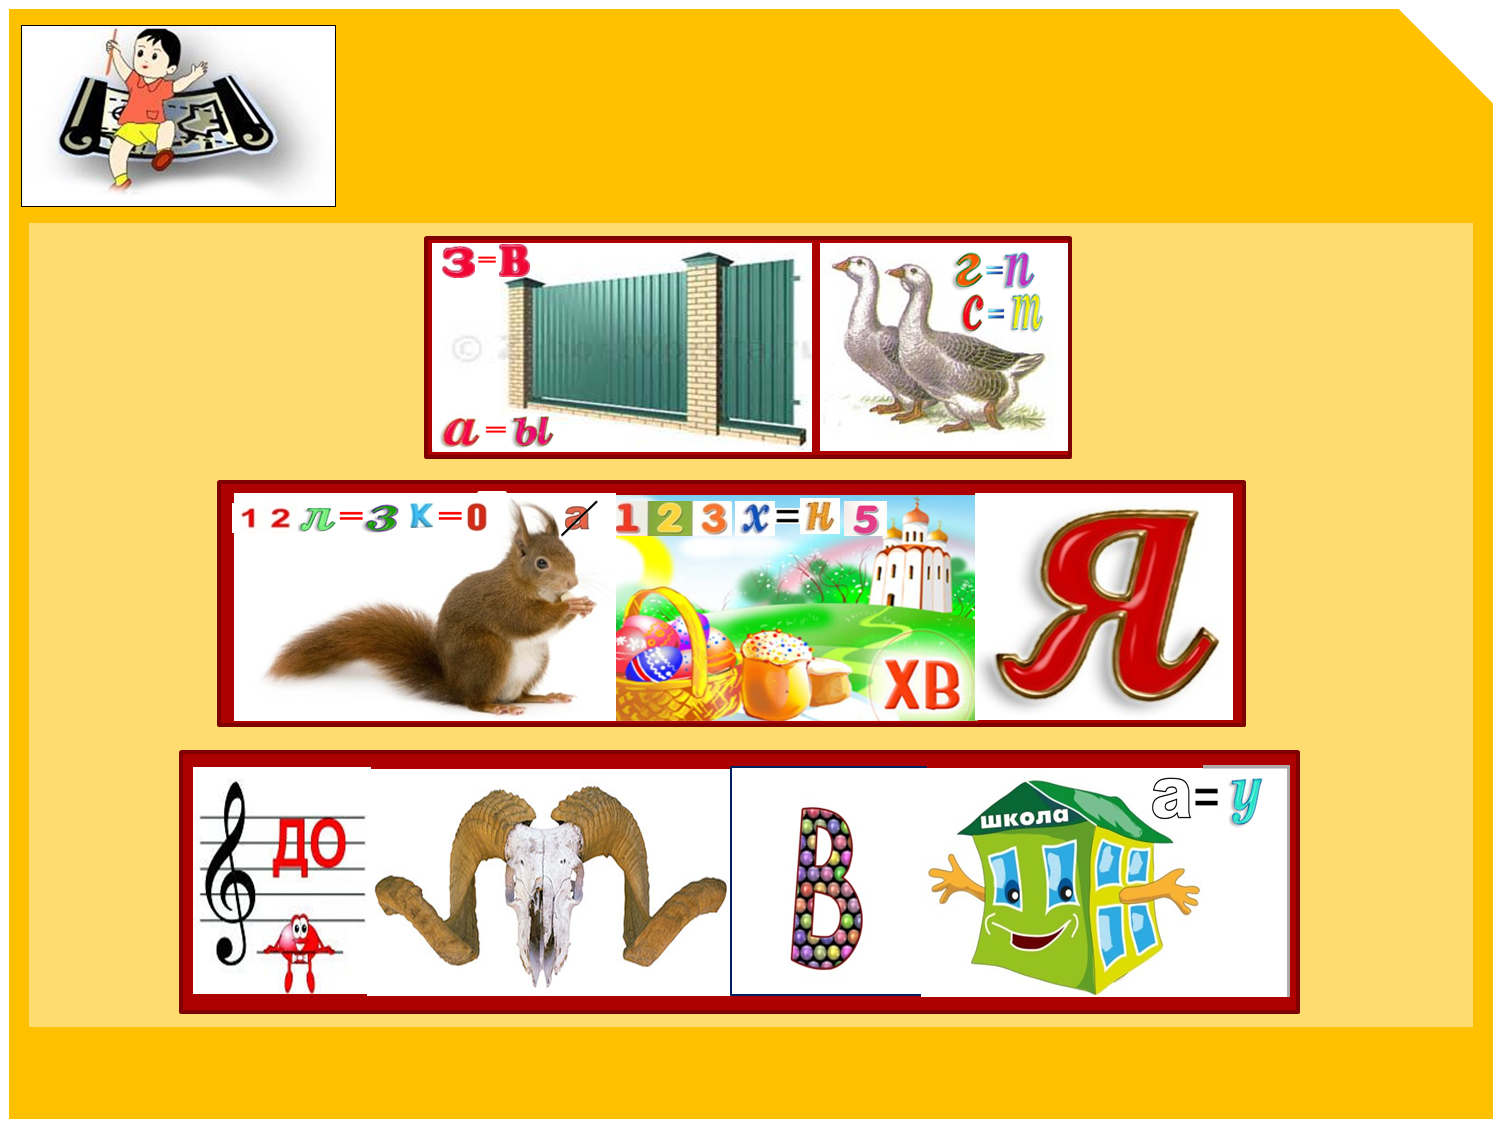 з=в
а=ы
г=п
с=т
1 2 л=з к=о а 1 2 3 х=н 5
ХВ
Я
ДО
В
школа
а=у